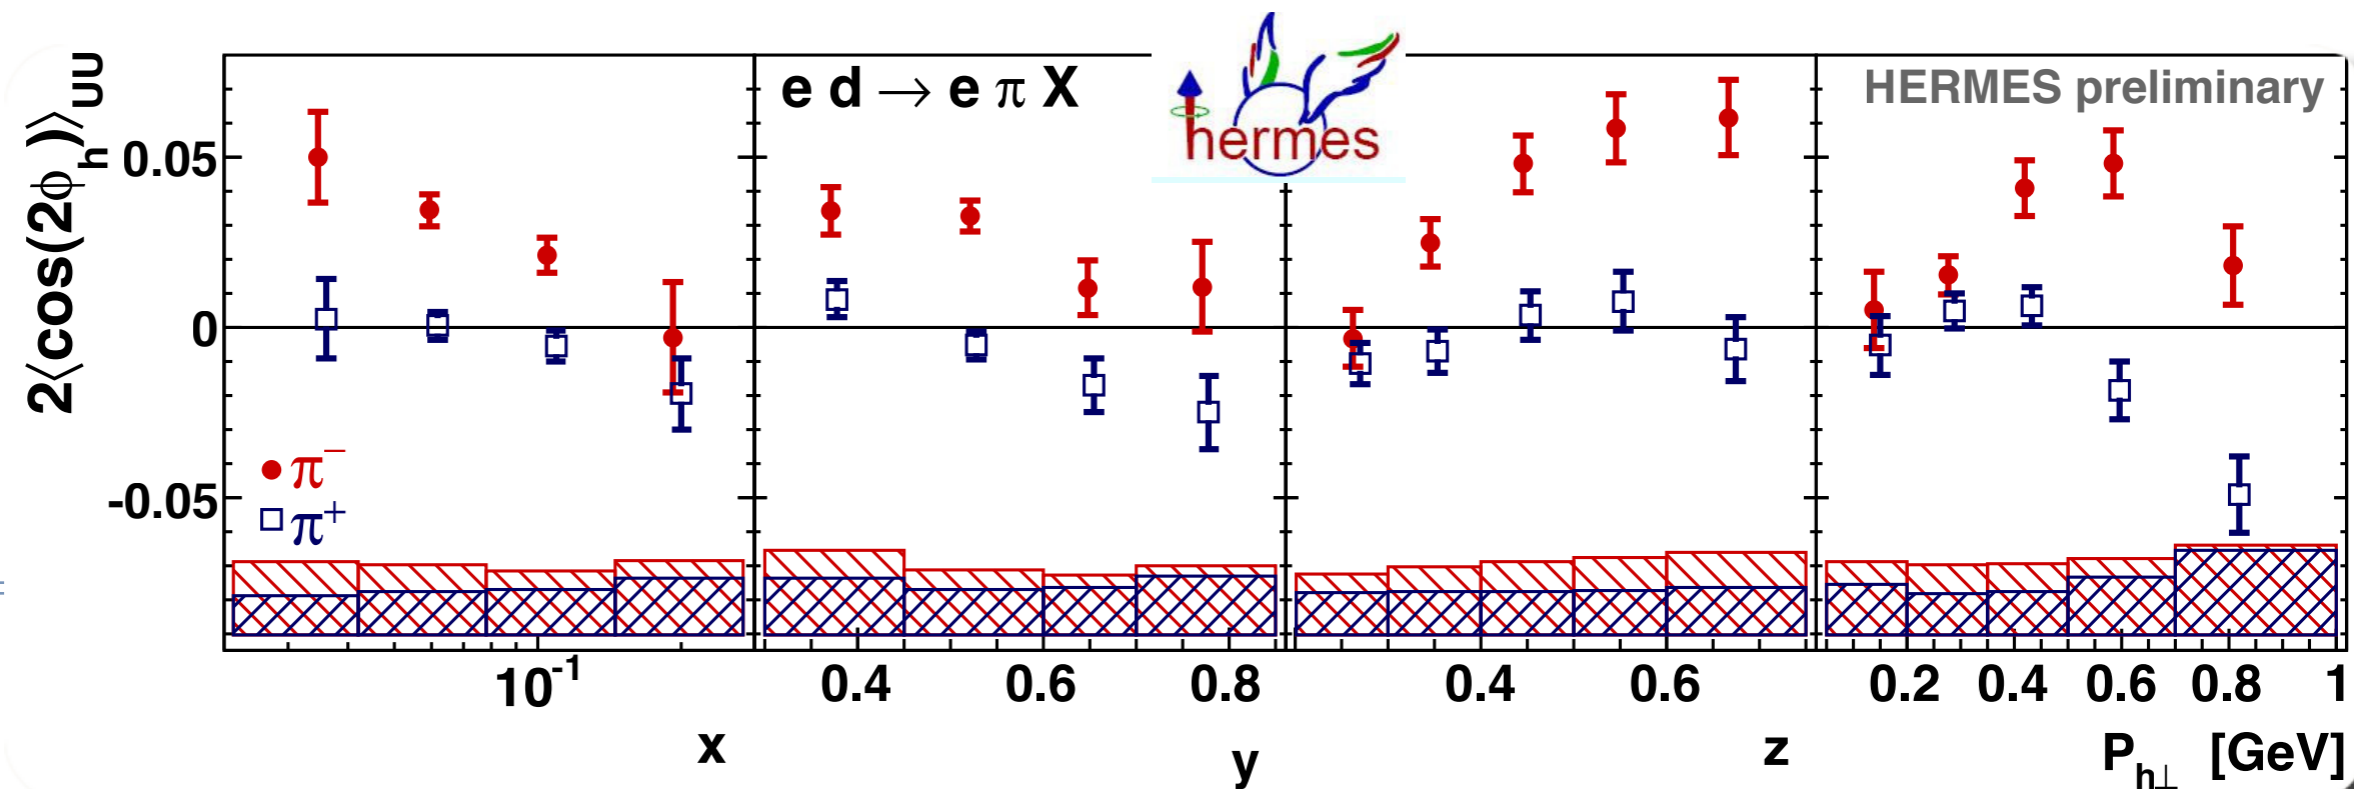 2⟨cos(2ϕh)⟩UU
e d → e π X
hermes
HERMES preliminary
0.05
0
-0.05
π−
π+
10-1
0.4 0.6 0.8
0.4 0.6
0.2 0.4 0.6 0.8 1
x
y
z
Ph⊥ [GeV]